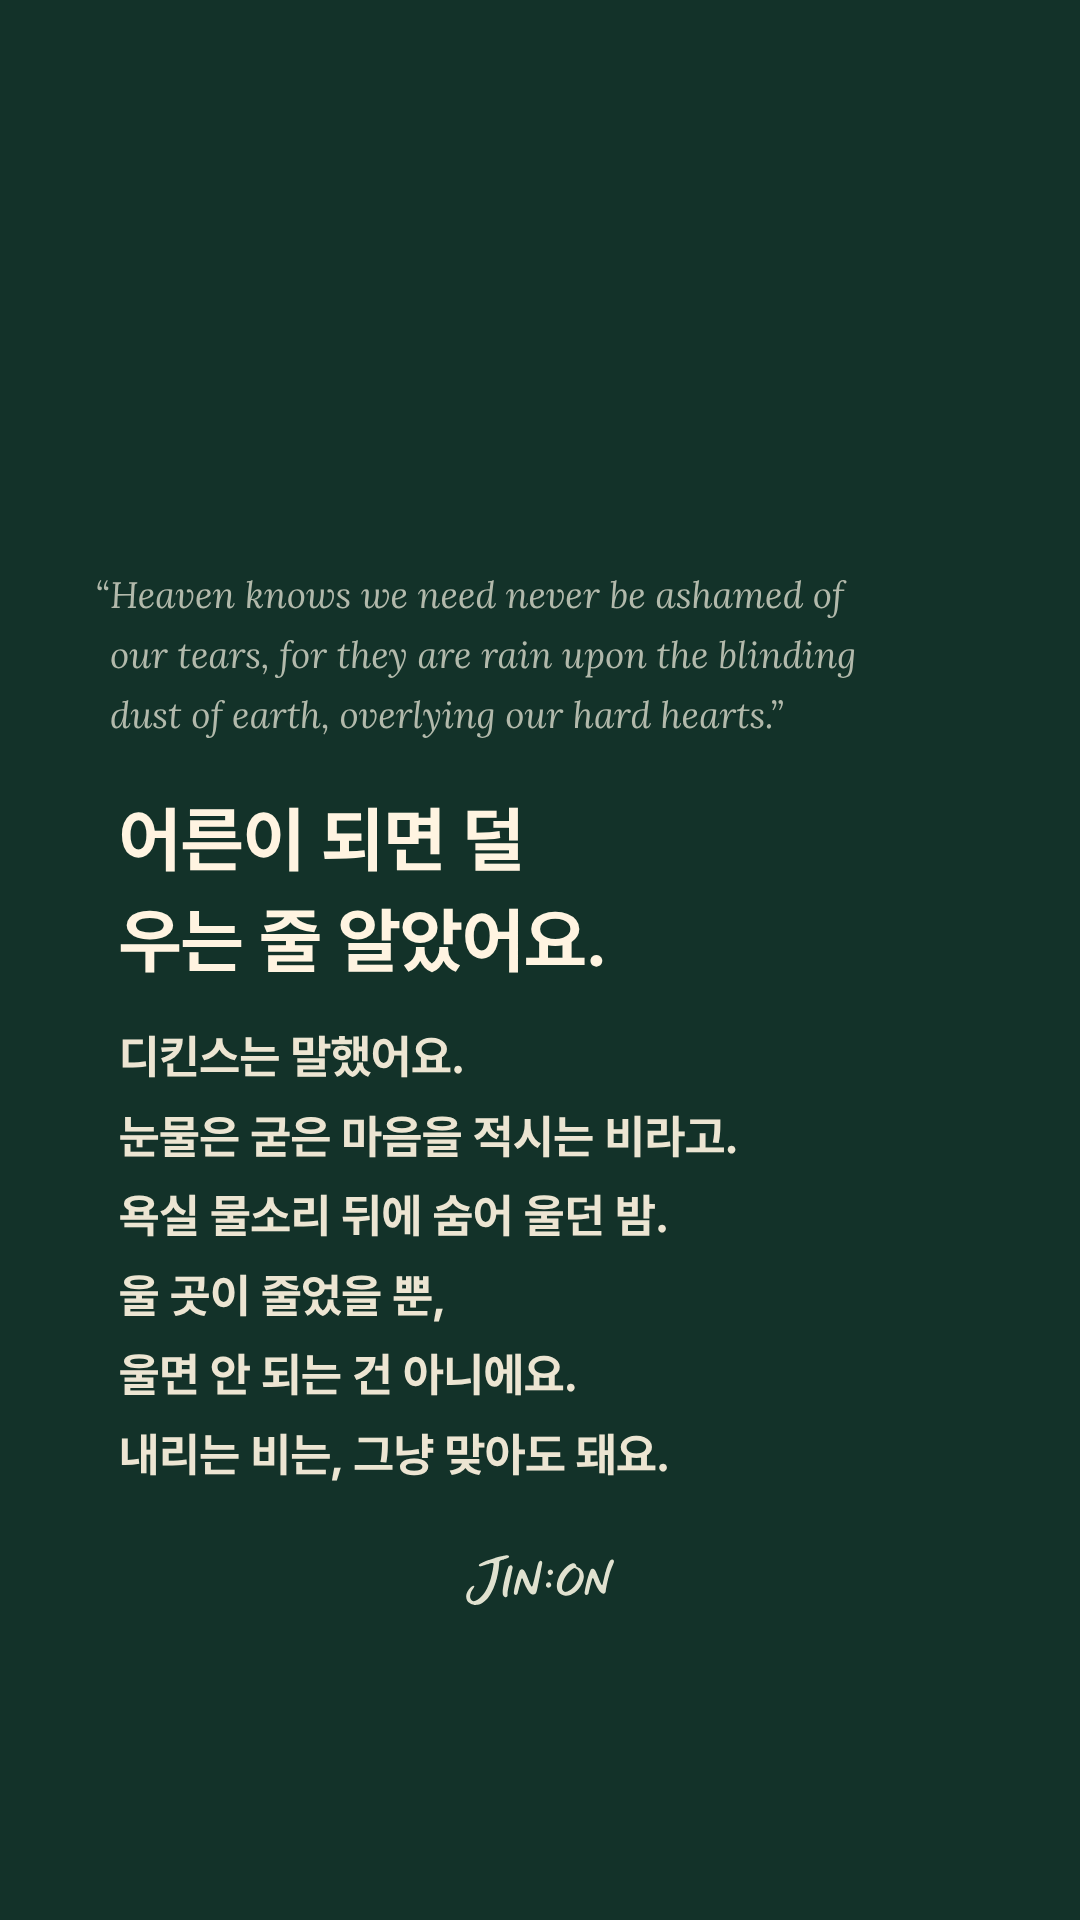 “Heaven knows we need never be ashamed of
our tears, for they are rain upon the blinding
dust of earth, overlying our hard hearts.”
어른이 되면 덜
우는 줄 알았어요.
디킨스는 말했어요.
눈물은 굳은 마음을 적시는 비라고.
욕실 물소리 뒤에 숨어 울던 밤.
울 곳이 줄었을 뿐,
울면 안 되는 건 아니에요.
내리는 비는, 그냥 맞아도 돼요.
JIN:ON